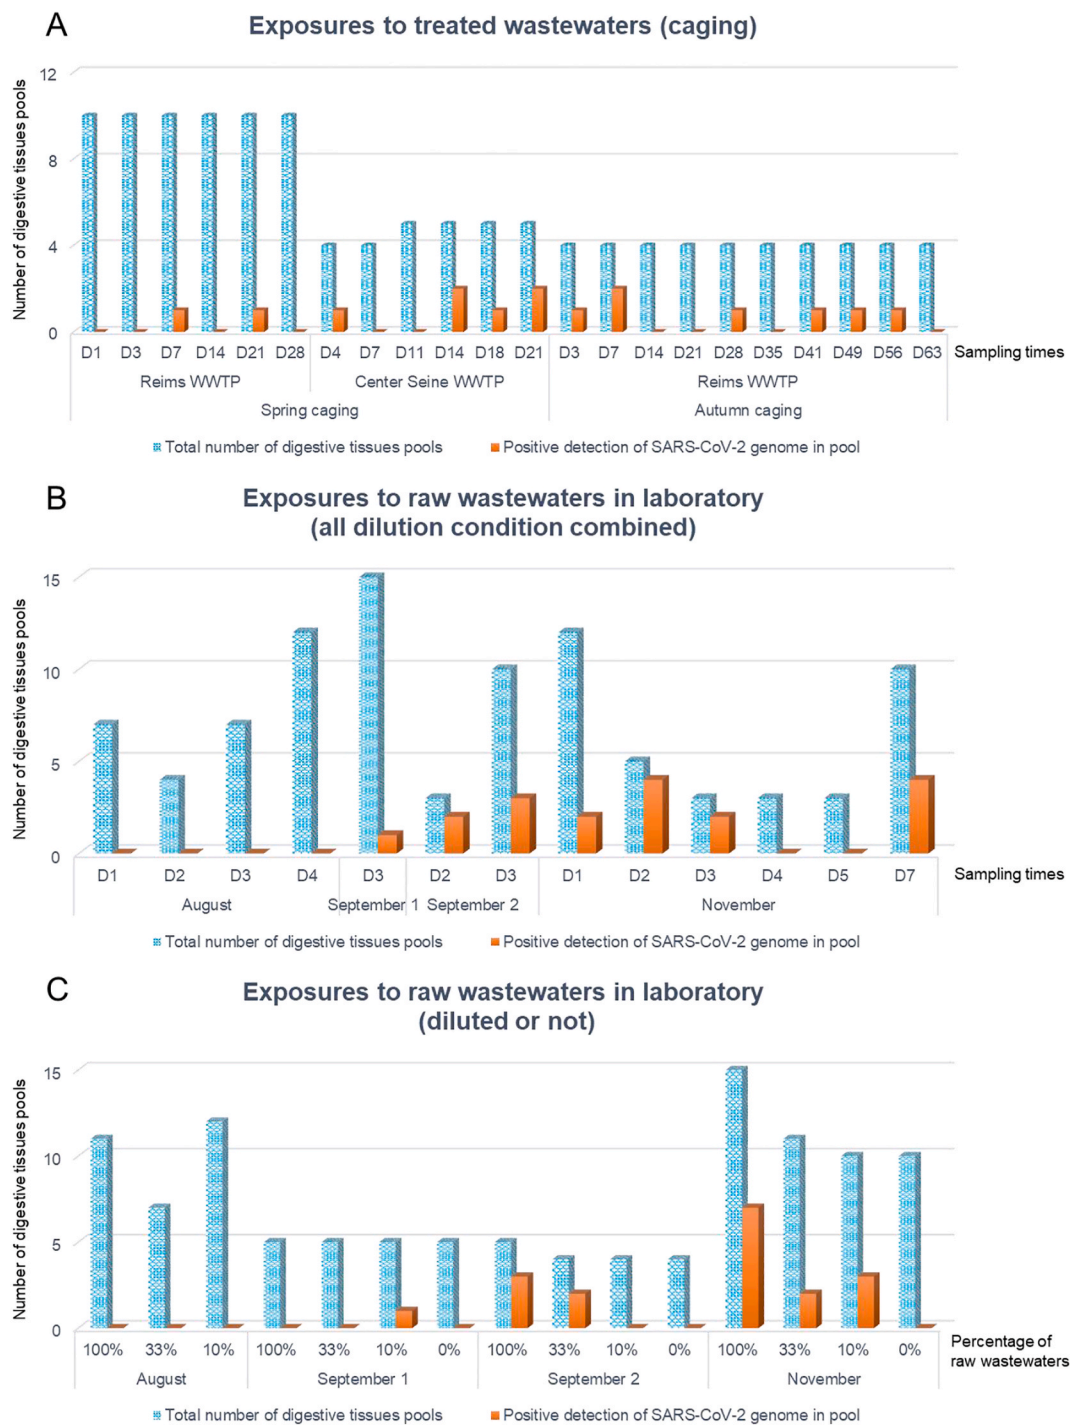 A
Exposures to treated wastewaters (caging)
Number of digestive tissues pools
12
8
4
0
D1 D3 D7 D14 D21 D28 D4 D7 D11 D14 D18 D21 D3 D7 D14 D21 D28 D35 D41 D49 D56 D63 Sampling times
Reims WWTP Center Seine WWTP Reims WWTP
Spring caging Autumn caging
Total number of digestive tissues pools Positive detection of SARS-CoV-2 genome in pool
B
Exposures to raw wastewaters in laboratory
(all dilution condition combined)
Number of digestive tissues pools
15
10
5
0
D1 D2 D3 D4 D3 D2 D3 D1 D2 D3 D4 D5 D7 Sampling times
August September 1 September 2 November
Total number of digestive tissues pools Positive detection of SARS-CoV-2 genome in pool
C
Exposures to raw wastewaters in laboratory
(diluted or not)
Number of digestive tissues pools
15
10
5
0
100% 33% 10% 100% 33% 10% 0% 100% 33% 10% 0% 100% 33% 10% 0% Percentage of
raw wastewaters
August September 1 September 2 November
Total number of digestive tissues pools Positive detection of SARS-CoV-2 genome in pool